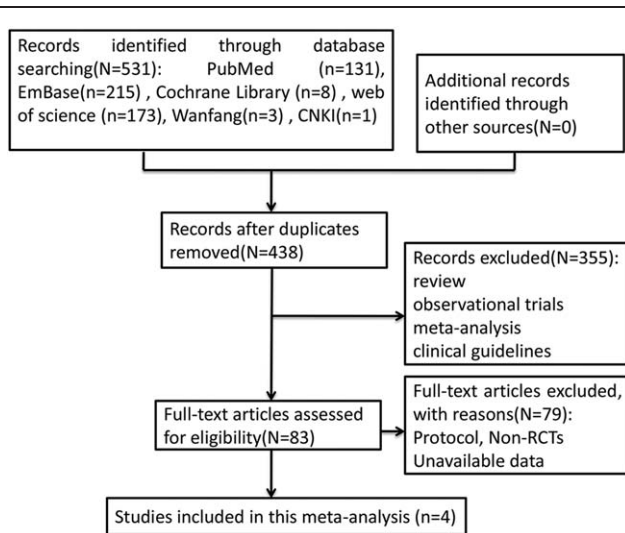 Records identified through database
searching(N=531): PubMed (n=131),
EmBase(n=215) , Cochrane Library (n=8) , web
of science (n=173), Wanfang(n=3) , CNKI(n=1)
Additional records
identified through
other sources(N=0)
Records after duplicates
removed(N=438)
Records excluded(N=355):
review
observational trials
meta-analysis
clinical guidelines
Full-text articles assessed
for eligibility(N=83)
Full-text articles excluded,
with reasons(N=79):
Protocol, Non-RCTs
Unavailable data
Studies included in this meta-analysis (n=4)